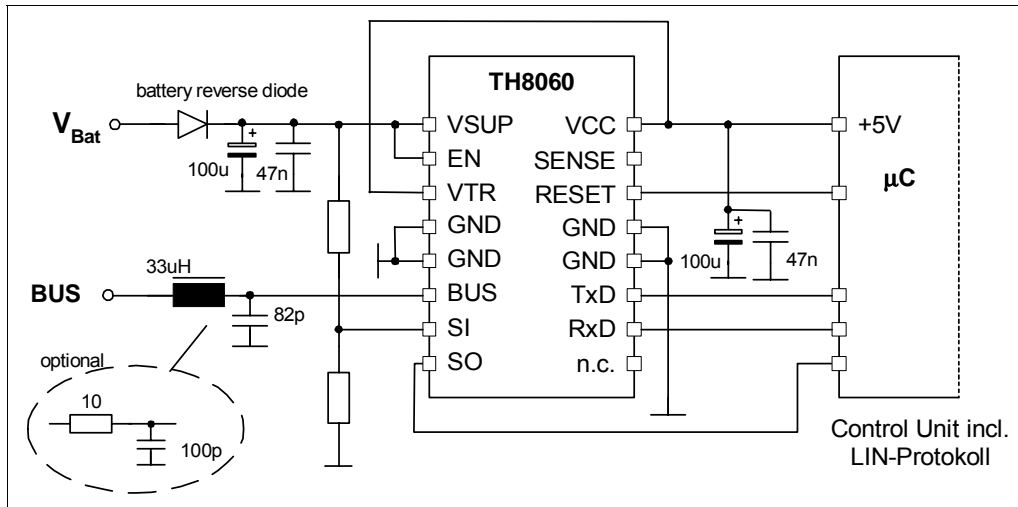 TH8060
battery reverse diode
VBat
+
100u
47n
VSUP
EN
VTR
GND
GND
BUS
SI
SO
VCC
SENSE
RESET
GND
GND
TxD
RxD
n.c.
+5V
µC
+
100u
47n
33uH
BUS
82p
optional
10
100p
Control Unit incl.
LIN-Protokoll